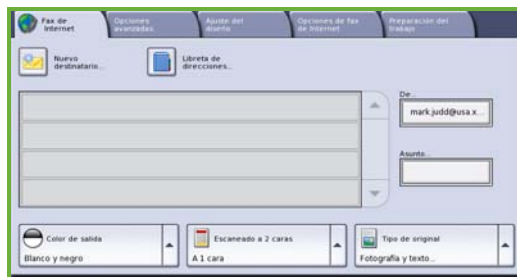 Fax de
Internet
Opciones
avanzadas
Ajuste del
diseño
Opciones de fax
de Internet
Preparación del
trabajo
Nuevo
destinatario...
Libreta de
direcciones...
De...
mark.judd@usa.x...
Asunto...
Color de salida
Blanco y negro
Escaneado a 2 caras
A 1 cara
Tipo de original
Fotografía y texto...